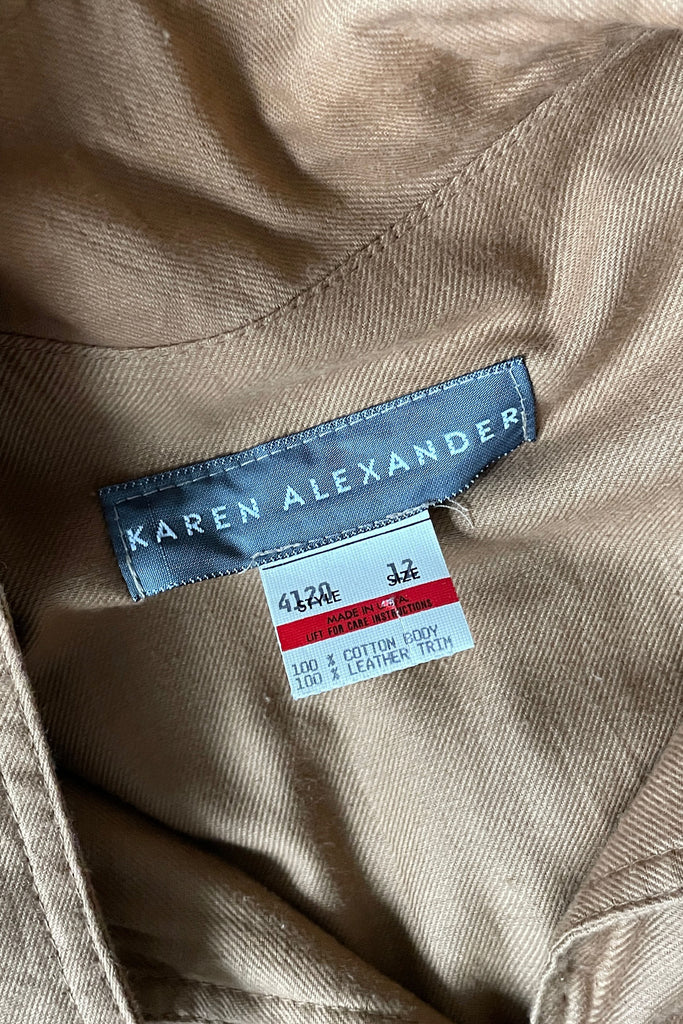 KAREN ALEXANDER
4120 12
STYLE SIZE
MADE IN U.S.A.
LIFT FOR CARE INSTRUCTIONS
100 % COTTON BODY
100 % LEATHER TRIM